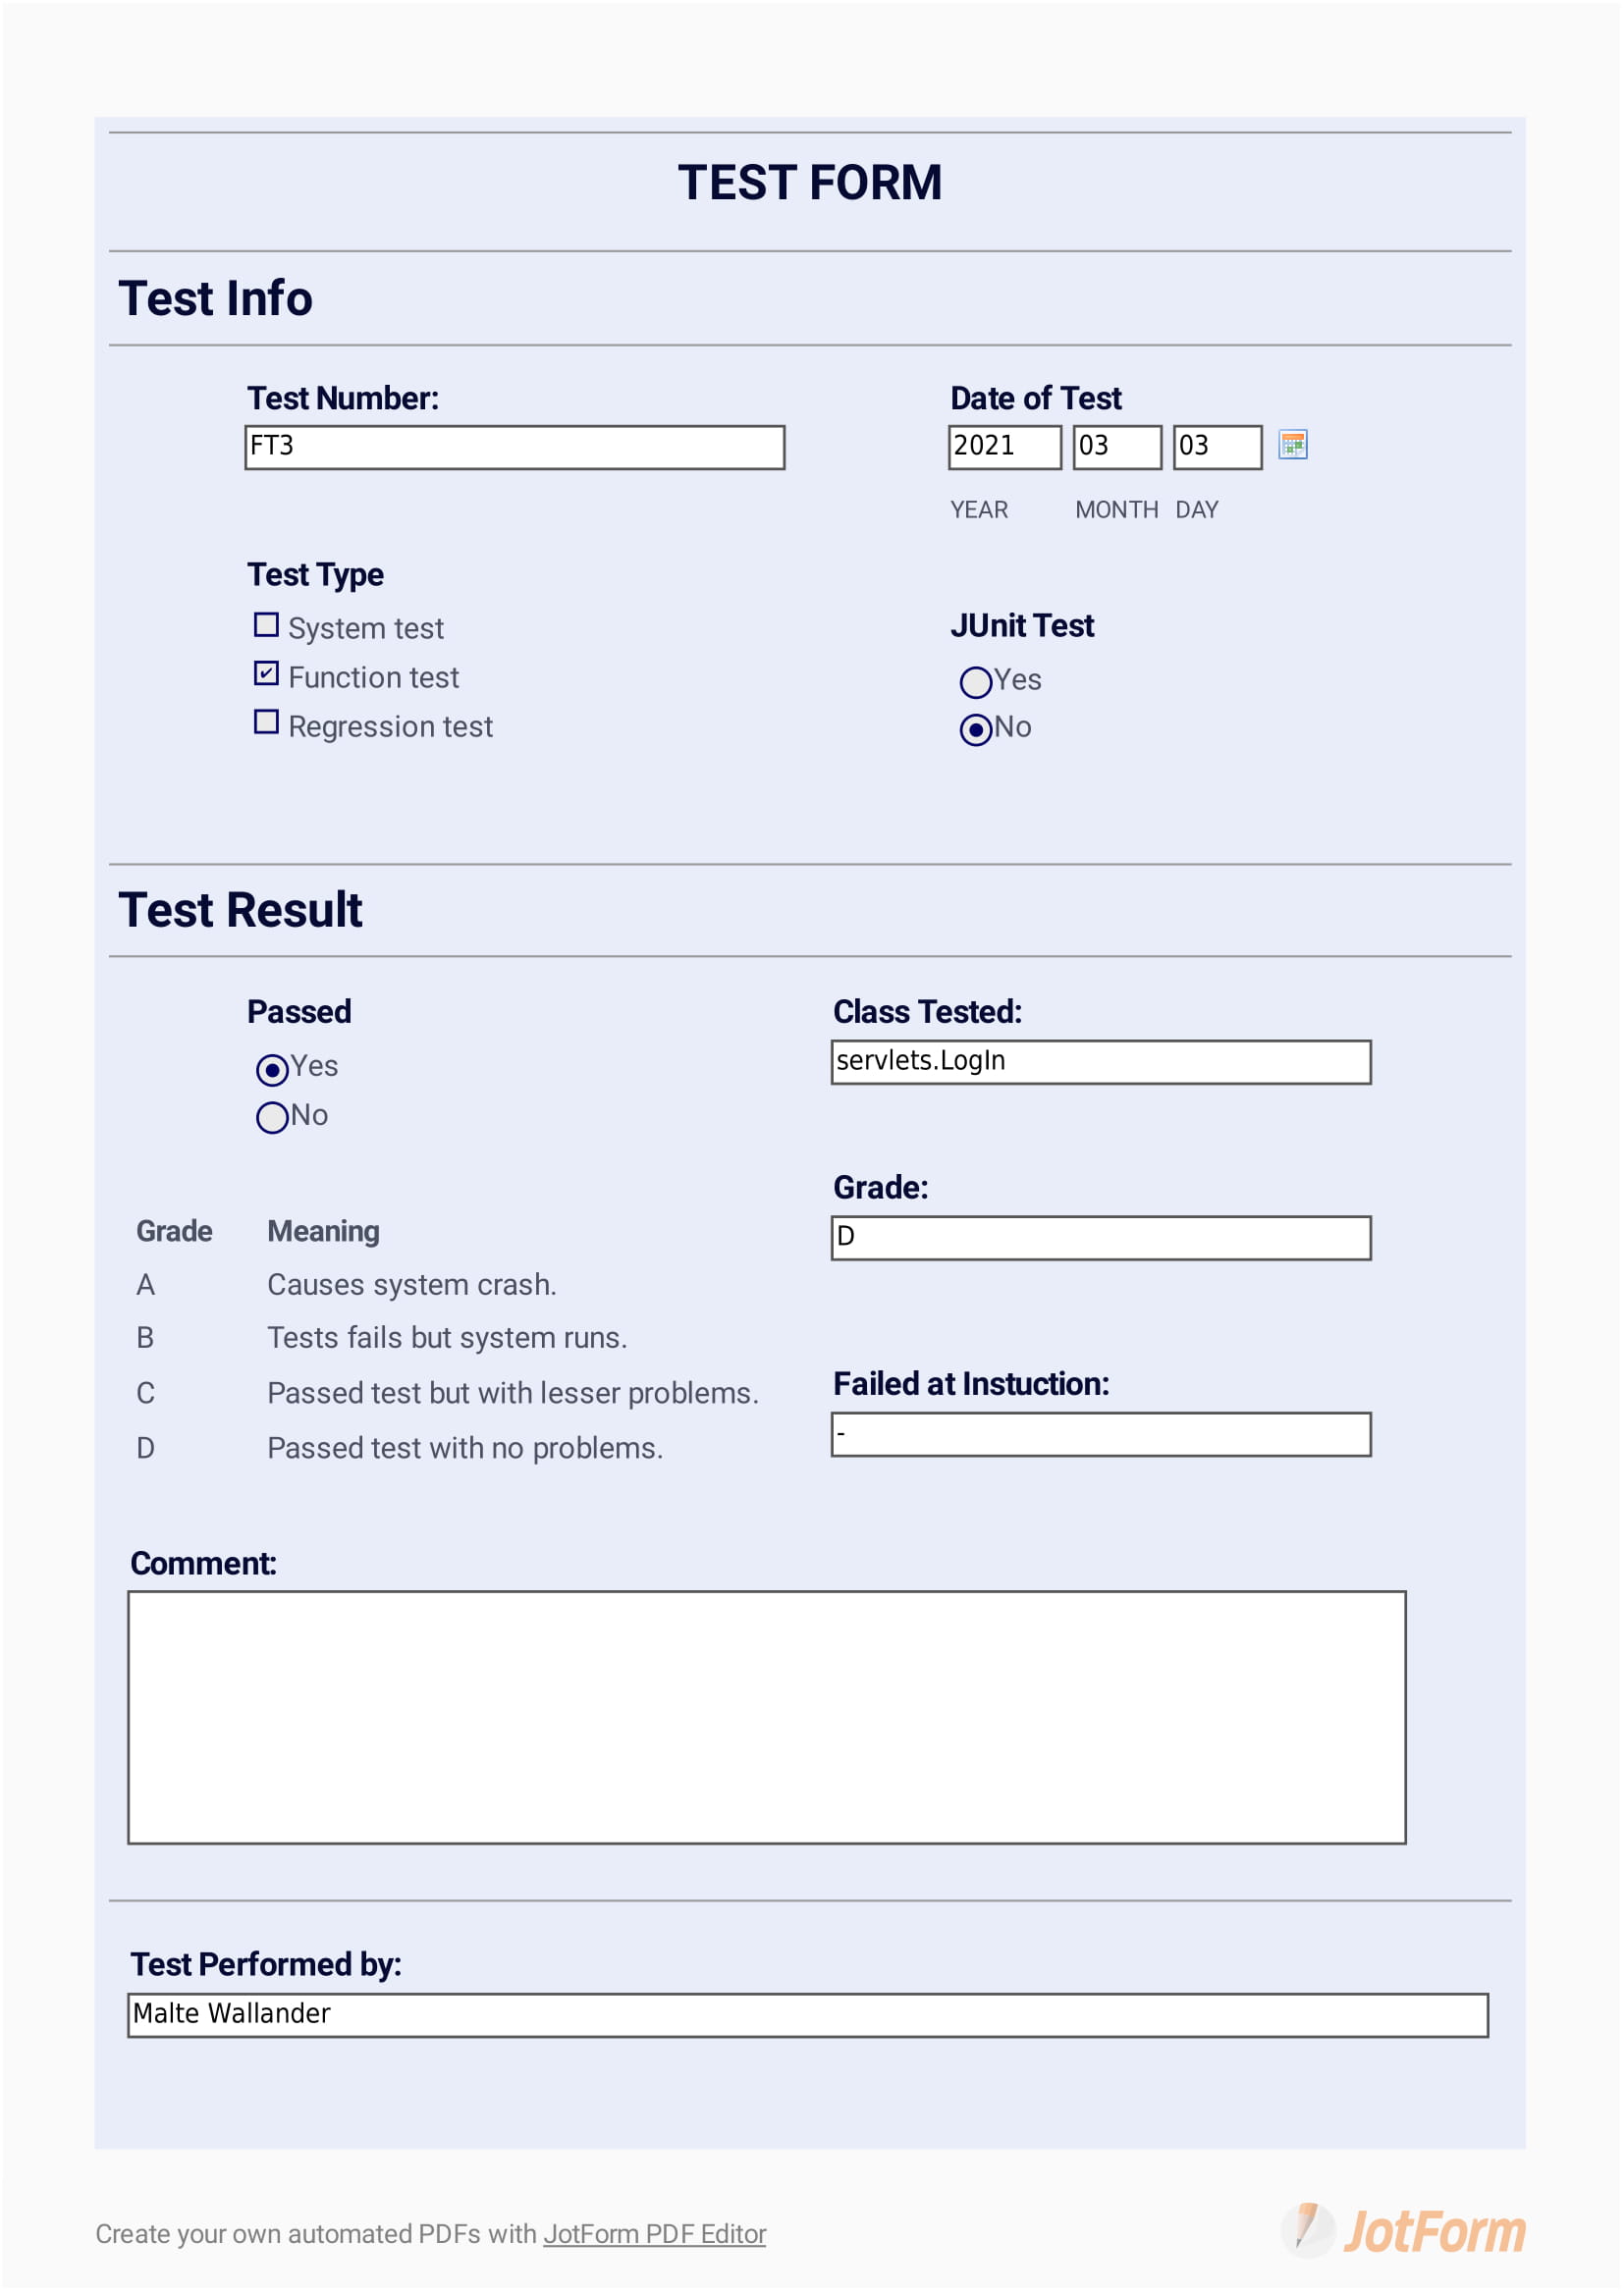 TEST FORM
Test Info
Test Number:
FT3
Date of Test
2021 03 03
YEAR MONTH DAY
Test Type
System test
Function test
Regression test
JUnit Test
Yes
No
Test Result
Passed
Yes
No
Class Tested:
servlets.LogIn
Grade:
D
Grade Meaning
A Causes system crash.
B Tests fails but system runs.
C Passed test but with lesser problems.
D Passed test with no problems.
Failed at Instuction:
-
Comment:
Test Performed by:
Malte Wallander
Create your own automated PDFs with JotForm PDF Editor
JotForm